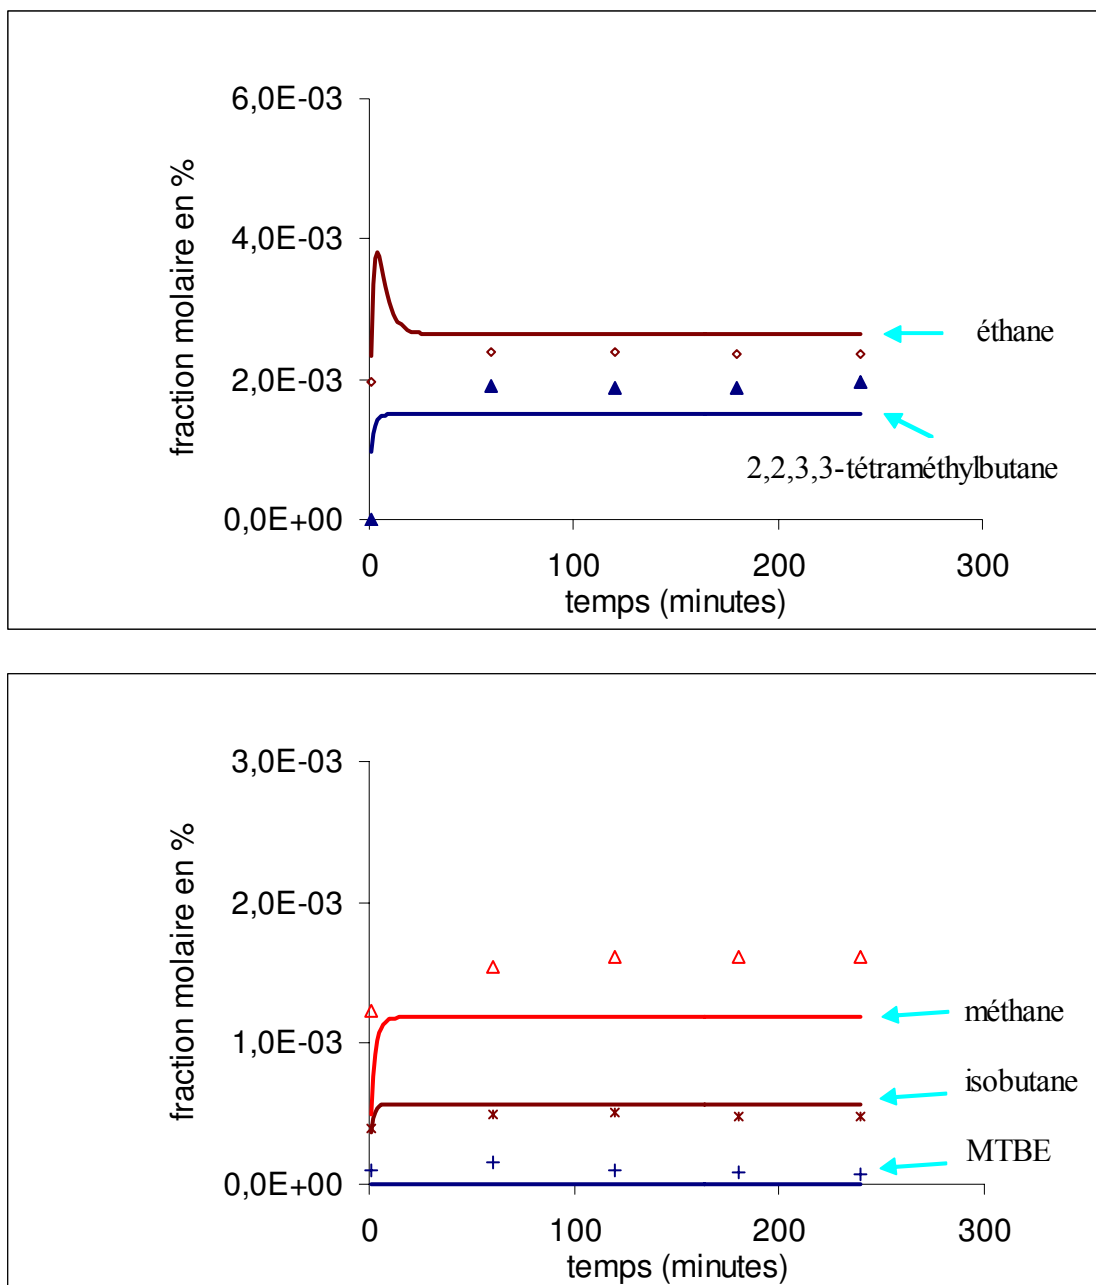 fraction molaire en %
6,0E-03
4,0E-03
2,0E-03
0,0E+00
éthane
2,2,3,3-tétraméthylbutane
0 100 200 300
temps (minutes)
fraction molaire en %
3,0E-03
2,0E-03
1,0E-03
0,0E+00
méthane
isobutane
MTBE
0 100 200 300
temps (minutes)